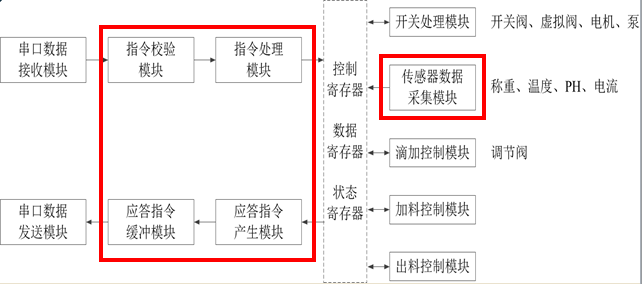 串口数据
接收模块
指令校验
模块
指令处理
模块
串口数据
发送模块
应答指令
缓冲模块
应答指令
产生模块
控制
寄存器
数据
寄存器
状态
寄存器
开关处理模块
开关阀、虚拟阀、电机、泵
传感器数据
采集模块
称重、温度、PH、电流
滴加控制模块
调节阀
加料控制模块
出料控制模块